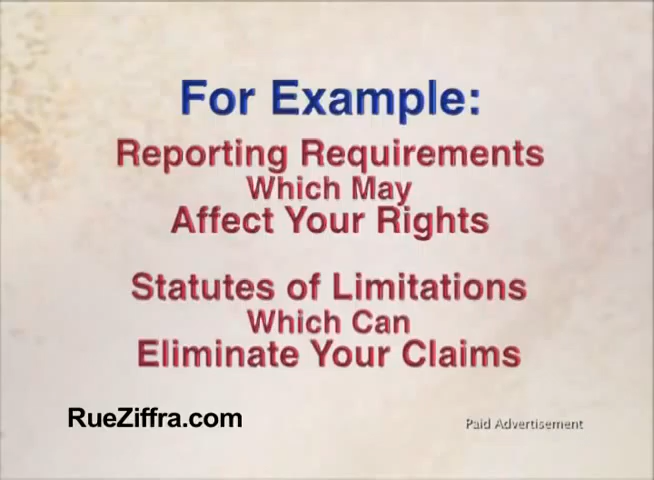 For Example:
Reporting Requirements
Which May
Affect Your Rights
Statutes of Limitations
Which Can
Eliminate Your Claims
RueZiffra.com
Paid Advertisement